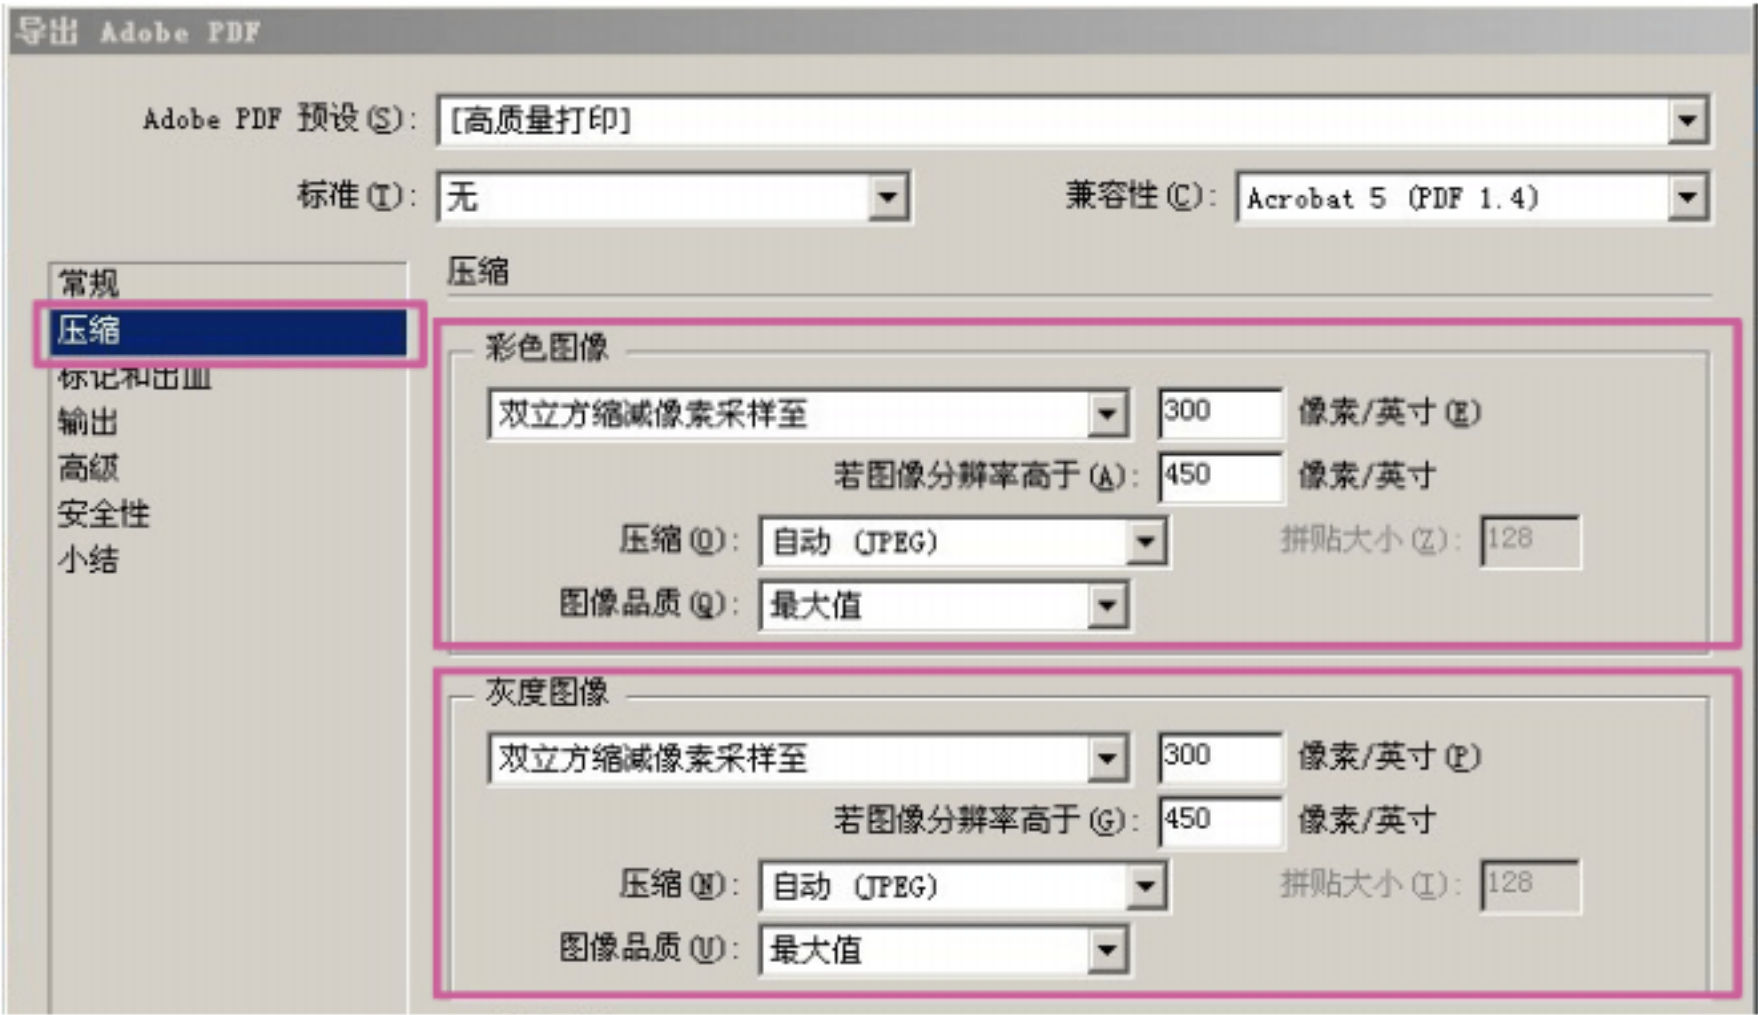 导出 Adobe PDF
Adobe PDF 预设(S): [高质量打印]
标准(T): 无 兼容性(C): Acrobat 5 (PDF 1.4)
常规
压缩
标记和出血
输出
高级
安全性
小结
压缩
彩色图像
双立方缩减像素采样至 300 像素/英寸(E)
若图像分辨率高于(A): 450 像素/英寸
压缩(O): 自动 (JPEG) 拼贴大小(Z): 128
图像品质(Q): 最大值
灰度图像
双立方缩减像素采样至 300 像素/英寸(P)
若图像分辨率高于(G): 450 像素/英寸
压缩(N): 自动 (JPEG) 拼贴大小(I): 128
图像品质(U): 最大值